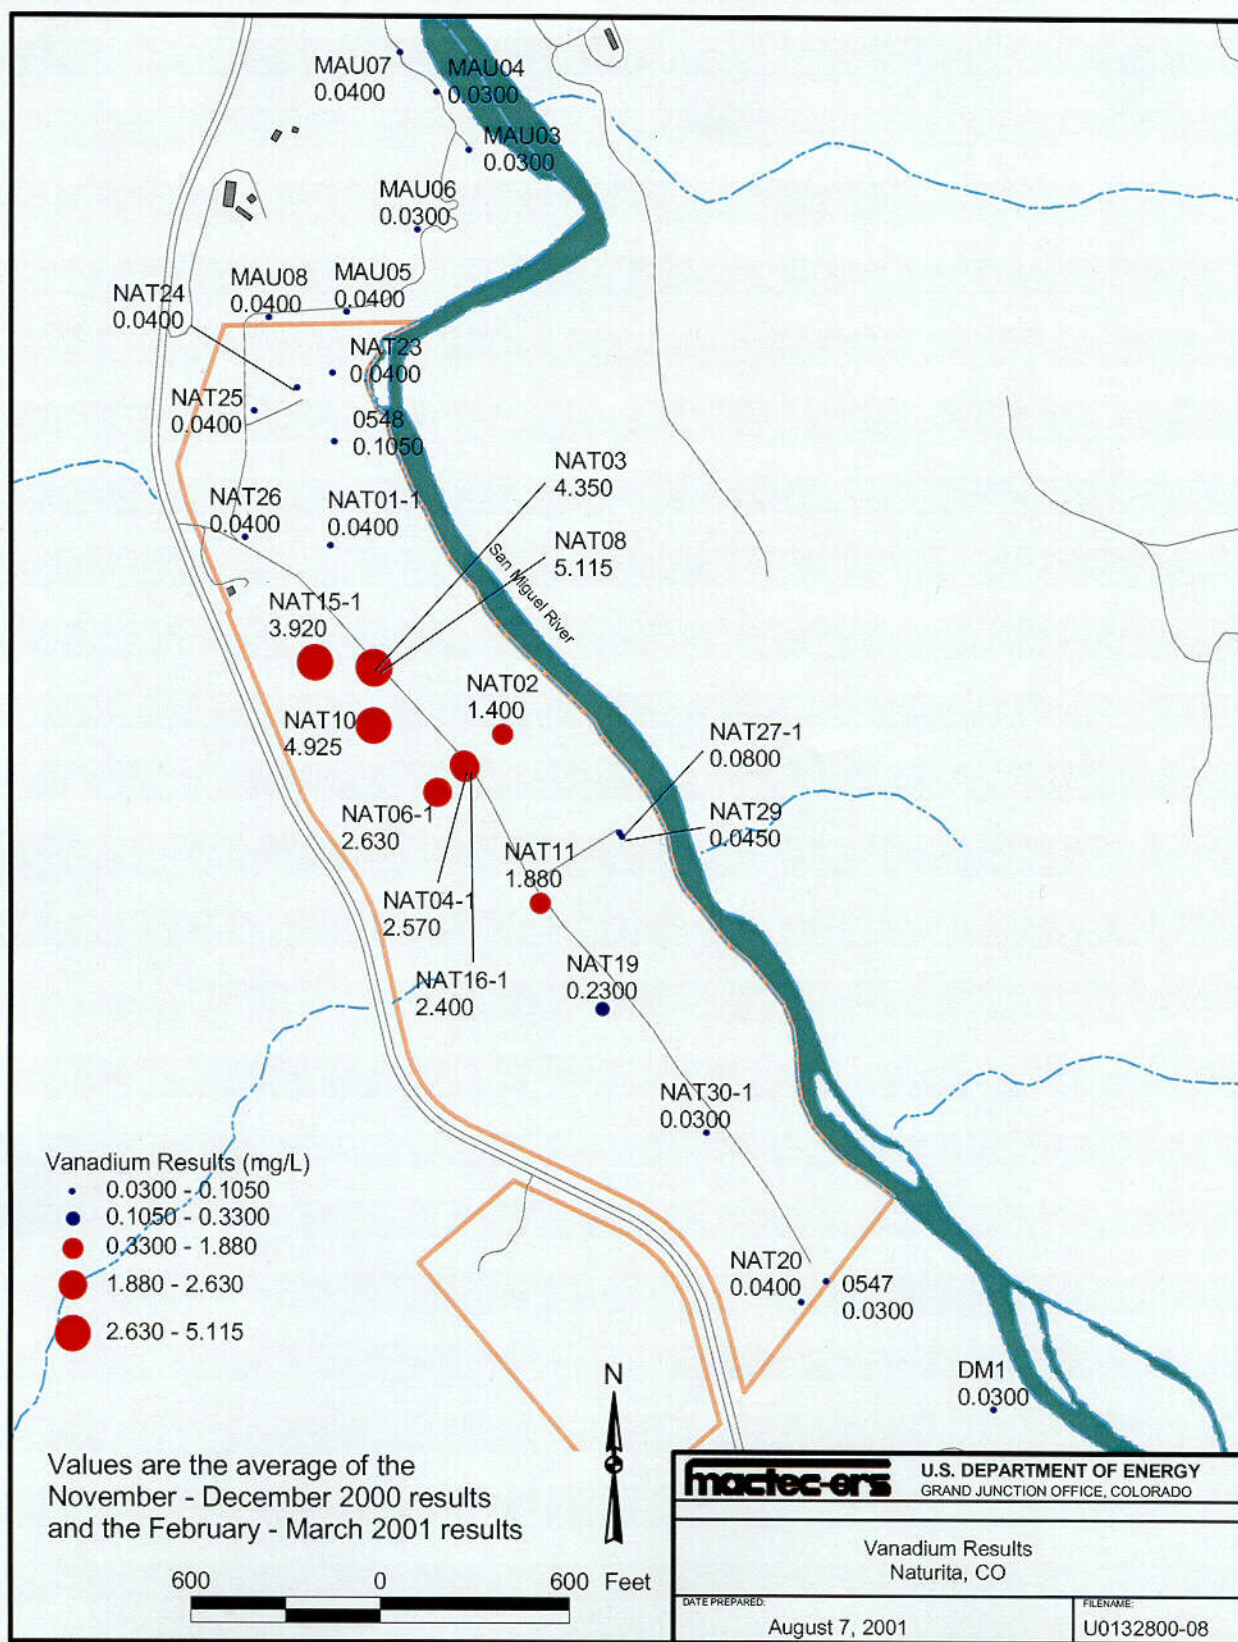 MAU07
0.0400
MAU04
0.0300
MAU03
0.0300
MAU06
0.0300
MAU08
0.0400
MAU05
0.0400
NAT24
0.0400
NAT23
0.0400
NAT25
0.0400
0548
0.1050
NAT03
4.350
NAT26
0.0400
NAT01-1
0.0400
NAT08
5.115
San Miguel River
NAT15-1
3.920
NAT02
1.400
NAT10
4.925
NAT27-1
0.0800
NAT06-1
2.630
NAT29
0.0450
NAT11
1.880
NAT04-1
2.570
NAT16-1
2.400
NAT19
0.2300
NAT30-1
0.0300
Vanadium Results (mg/L)
0.0300 - 0.1050
0.1050 - 0.3300
0.3300 - 1.880
1.880 - 2.630
2.630 - 5.115
NAT20
0.0400
0547
0.0300
DM1
0.0300
N
Values are the average of the
November - December 2000 results
and the February - March 2001 results
600 0 600 Feet
mactec-ers
U.S. DEPARTMENT OF ENERGY
GRAND JUNCTION OFFICE, COLORADO
Vanadium Results
Naturita, CO
DATE PREPARED:
August 7, 2001
FILENAME:
U0132800-08